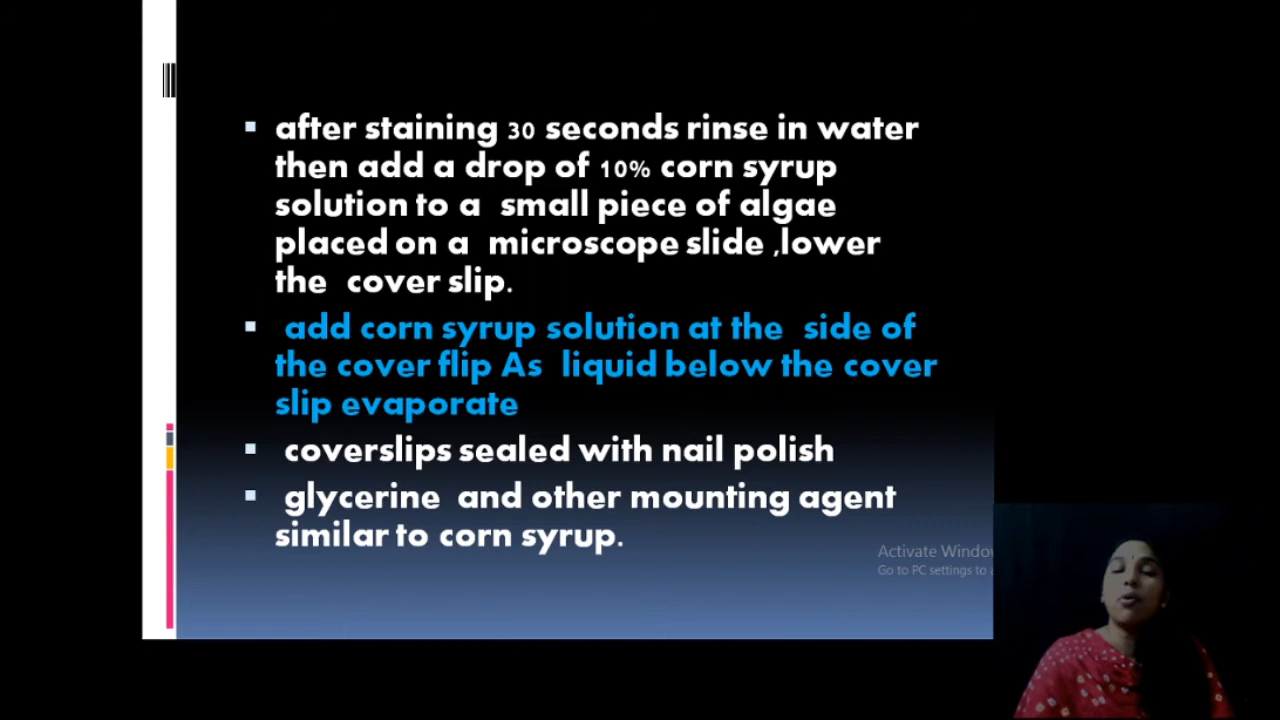 after staining 30 seconds rinse in water
then add a drop of 10% corn syrup
solution to a small piece of algae
placed on a microscope slide ,lower
the cover slip.
add corn syrup solution at the side of
the cover flip As liquid below the cover
slip evaporate
coverslips sealed with nail polish
glycerine and other mounting agent
similar to corn syrup.
Activate Windo
Go to PC settings to a